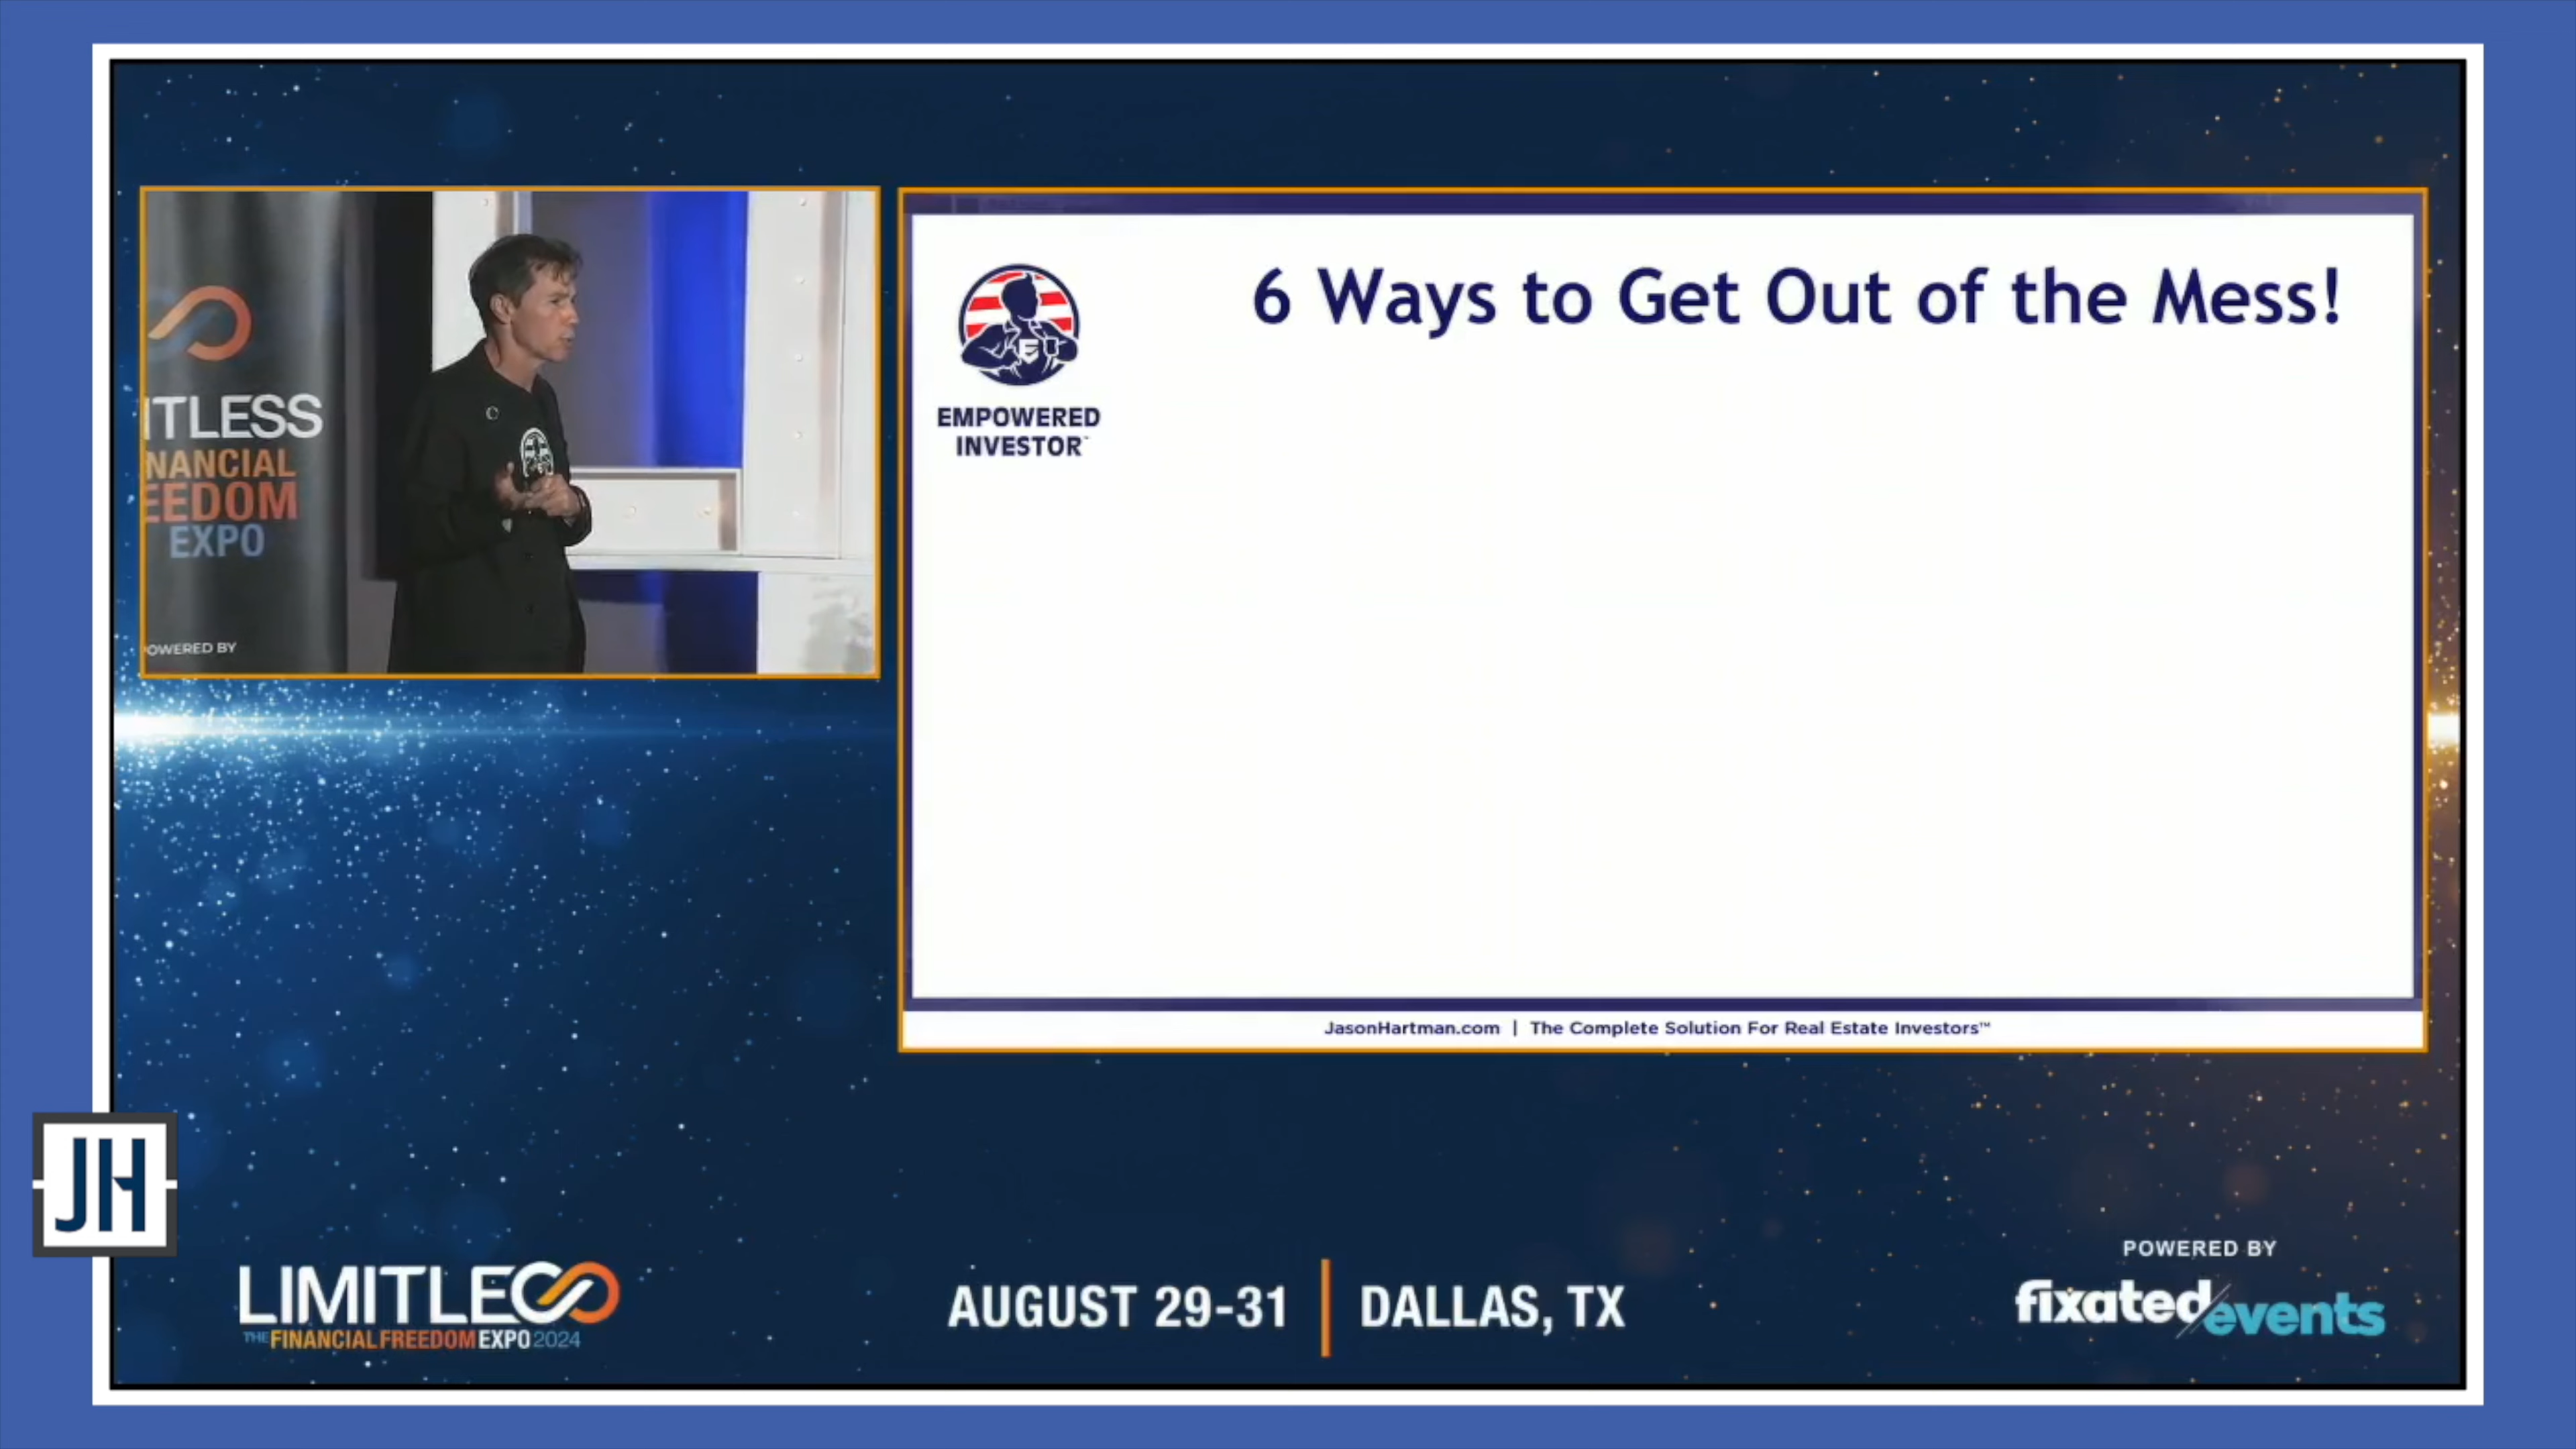 ITLESS
NANCIAL
EEDOM
EXPO
OWERED BY
6 Ways to Get Out of the Mess!
EMPOWERED
INVESTOR™
JasonHartman.com | The Complete Solution For Real Estate Investors™
JH
LIMITLESS
THE FINANCIAL FREEDOM EXPO 2024
AUGUST 29-31 | DALLAS, TX
POWERED BY
fixated events